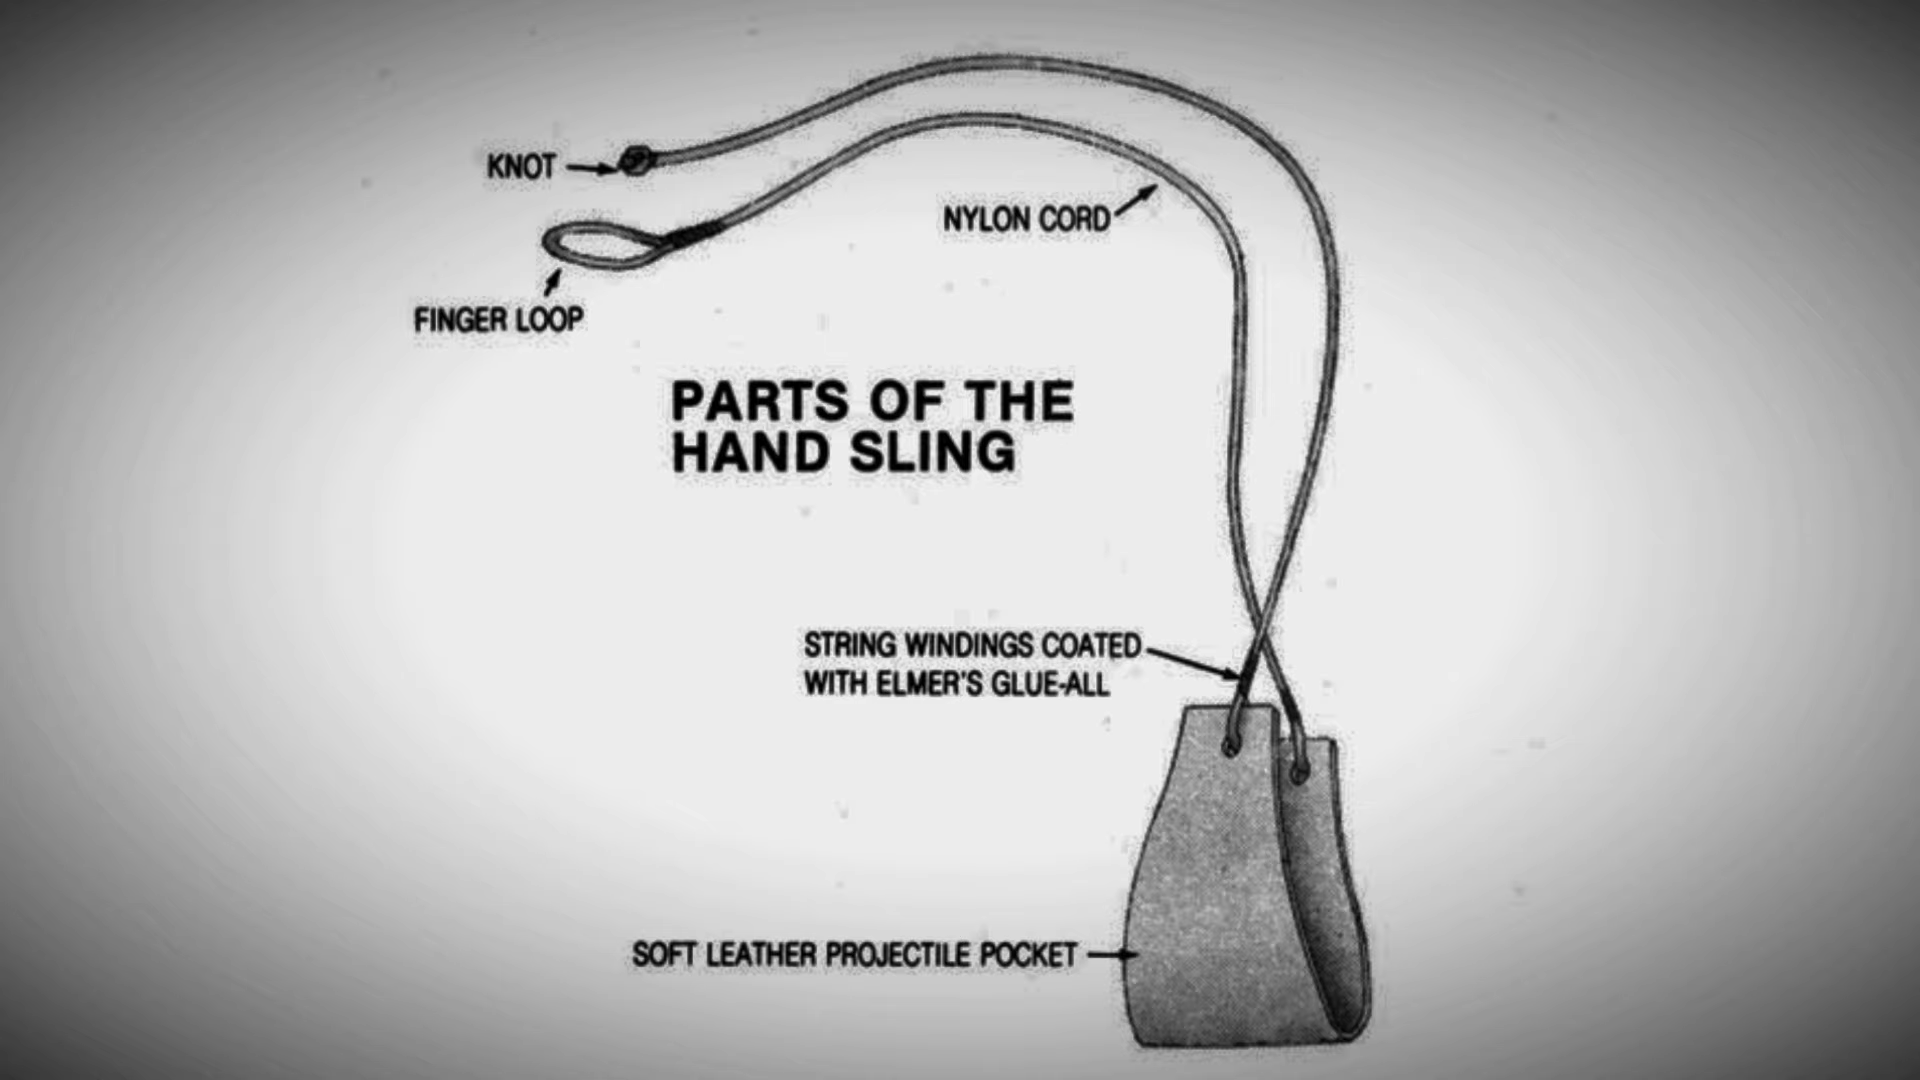 KNOT
NYLON CORD
FINGER LOOP
PARTS OF THE
HAND SLING
STRING WINDINGS COATED
WITH ELMER'S GLUE-ALL
SOFT LEATHER PROJECTILE POCKET